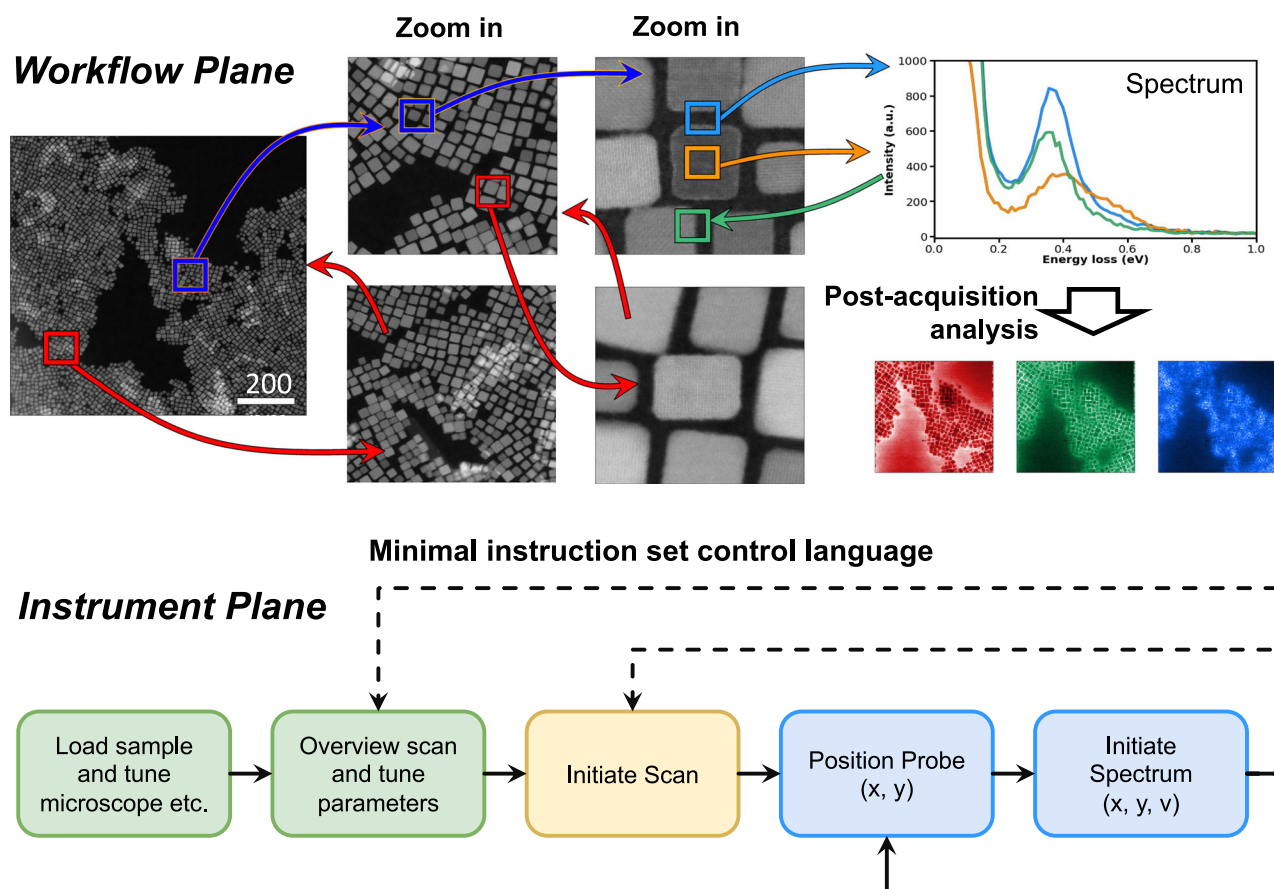 Zoom in
Zoom in
Workflow Plane
200
Spectrum
1000
800
600
400
200
0
Intensity (a.u.)
0.0 0.2 0.4 0.6 0.8 1.0
Energy loss (eV)
Post-acquisition
analysis
Minimal instruction set control language
Instrument Plane
Load sample
and tune
microscope etc.
Overview scan
and tune
parameters
Initiate Scan
Position Probe
(x, y)
Initiate
Spectrum
(x, y, v)